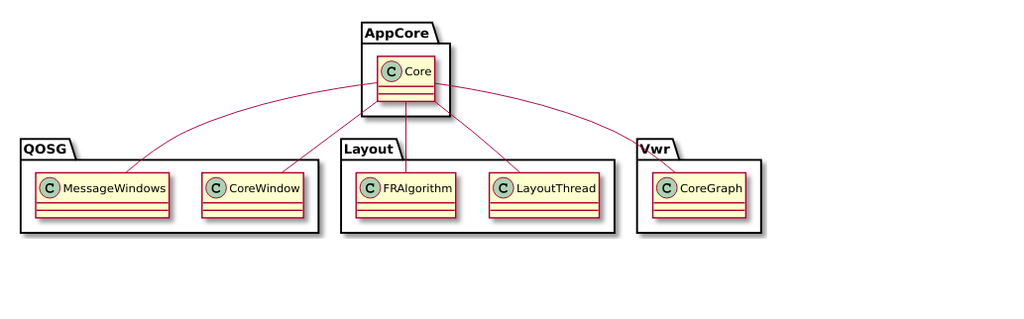 AppCore
C Core
QOSG
Layout
Vwr
C MessageWindows
C CoreWindow
C FRAlgorithm
C LayoutThread
C CoreGraph